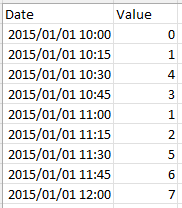 Date Value
2015/01/01 10:00 0
2015/01/01 10:15 1
2015/01/01 10:30 4
2015/01/01 10:45 3
2015/01/01 11:00 1
2015/01/01 11:15 2
2015/01/01 11:30 5
2015/01/01 11:45 6
2015/01/01 12:00 7